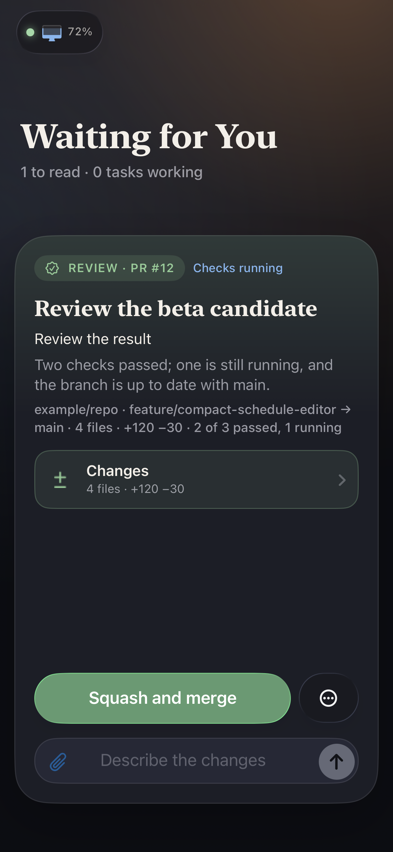 72%
Waiting for You
1 to read · 0 tasks working
REVIEW · PR #12 Checks running
Review the beta candidate
Review the result
Two checks passed; one is still running, and
the branch is up to date with main.
example/repo · feature/compact-schedule-editor →
main · 4 files · +120 −30 · 2 of 3 passed, 1 running
Changes
4 files · +120 −30
Squash and merge
Describe the changes